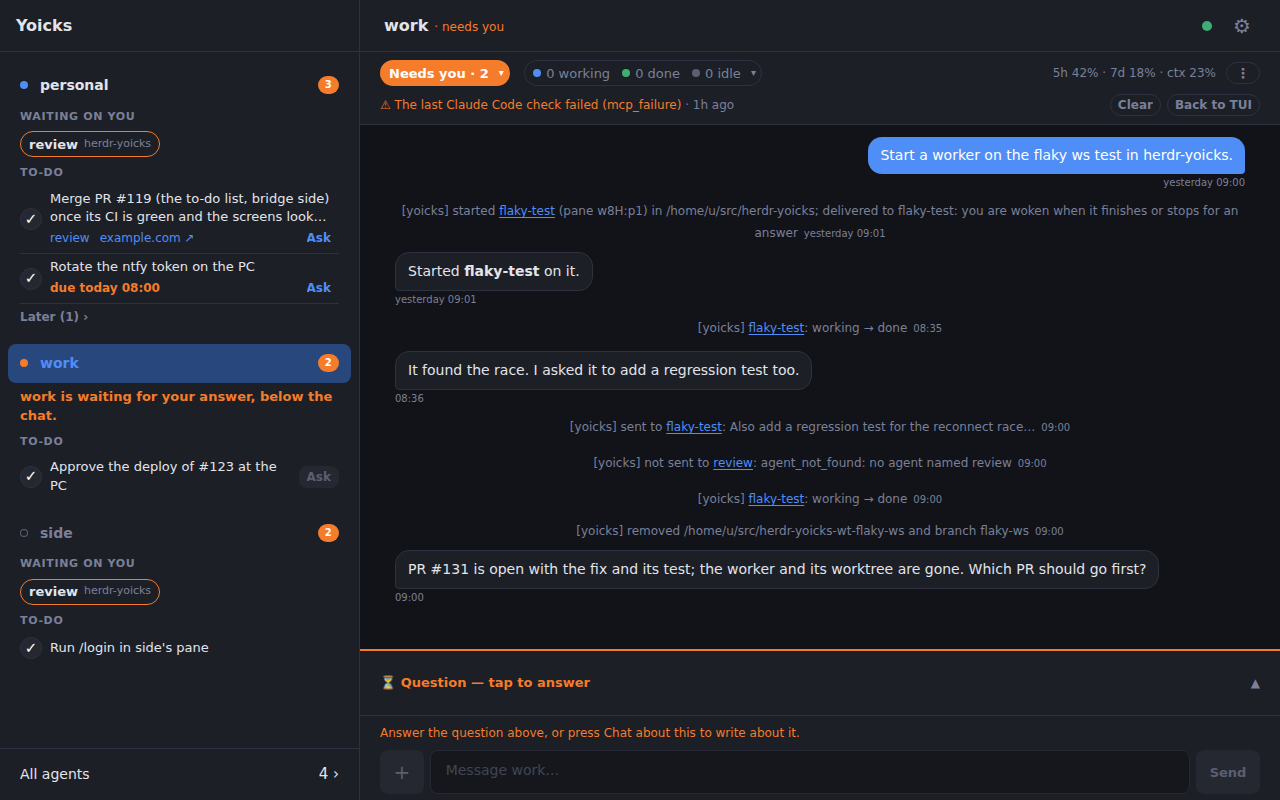 Yoicks
personal
3
WAITING ON YOU
review herdr-yoicks
TO-DO
✓ Merge PR #119 (the to-do list, bridge side)
once its CI is green and the screens look…
review example.com ↗ Ask
✓ Rotate the ntfy token on the PC
due today 08:00 Ask
Later (1) ›
work
2
work is waiting for your answer, below the
chat.
TO-DO
✓ Approve the deploy of #123 at the
PC
Ask
side
2
WAITING ON YOU
review herdr-yoicks
TO-DO
✓ Run /login in side's pane
All agents 4 ›
work · needs you
⚙
Needs you · 2 ▾
0 working 0 done 0 idle ▾
5h 42% · 7d 18% · ctx 23% ⋮
⚠ The last Claude Code check failed (mcp_failure) · 1h ago
Clear
Back to TUI
Start a worker on the flaky ws test in herdr-yoicks.
yesterday 09:00
[yoicks] started flaky-test (pane w8H:p1) in /home/u/src/herdr-yoicks; delivered to flaky-test: you are woken when it finishes or stops for an
answer yesterday 09:01
Started flaky-test on it.
yesterday 09:01
[yoicks] flaky-test: working → done 08:35
It found the race. I asked it to add a regression test too.
08:36
[yoicks] sent to flaky-test: Also add a regression test for the reconnect race… 09:00
[yoicks] not sent to review: agent_not_found: no agent named review 09:00
[yoicks] flaky-test: working → done 09:00
[yoicks] removed /home/u/src/herdr-yoicks-wt-flaky-ws and branch flaky-ws 09:00
PR #131 is open with the fix and its test; the worker and its worktree are gone. Which PR should go first?
09:00
⏳ Question — tap to answer ▲
Answer the question above, or press Chat about this to write about it.
+
Message work…
Send